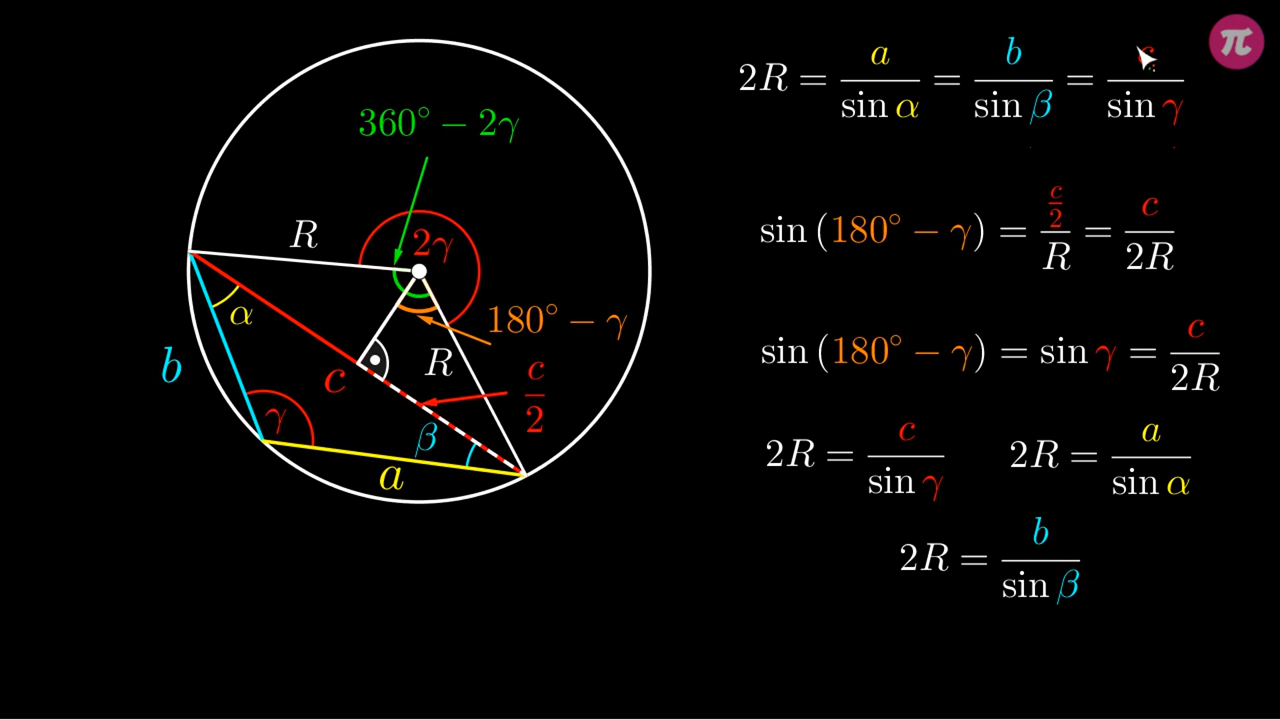 2R = a / sin α = b / sin β = c / sin γ
π
360° − 2γ
sin (180° − γ) = (c/2) / R = c / 2R
R
2γ
180° − γ
α
sin (180° − γ) = sin γ = c / 2R
b
R
c
c / 2
γ
β
a
2R = c / sin γ
2R = a / sin α
2R = b / sin β